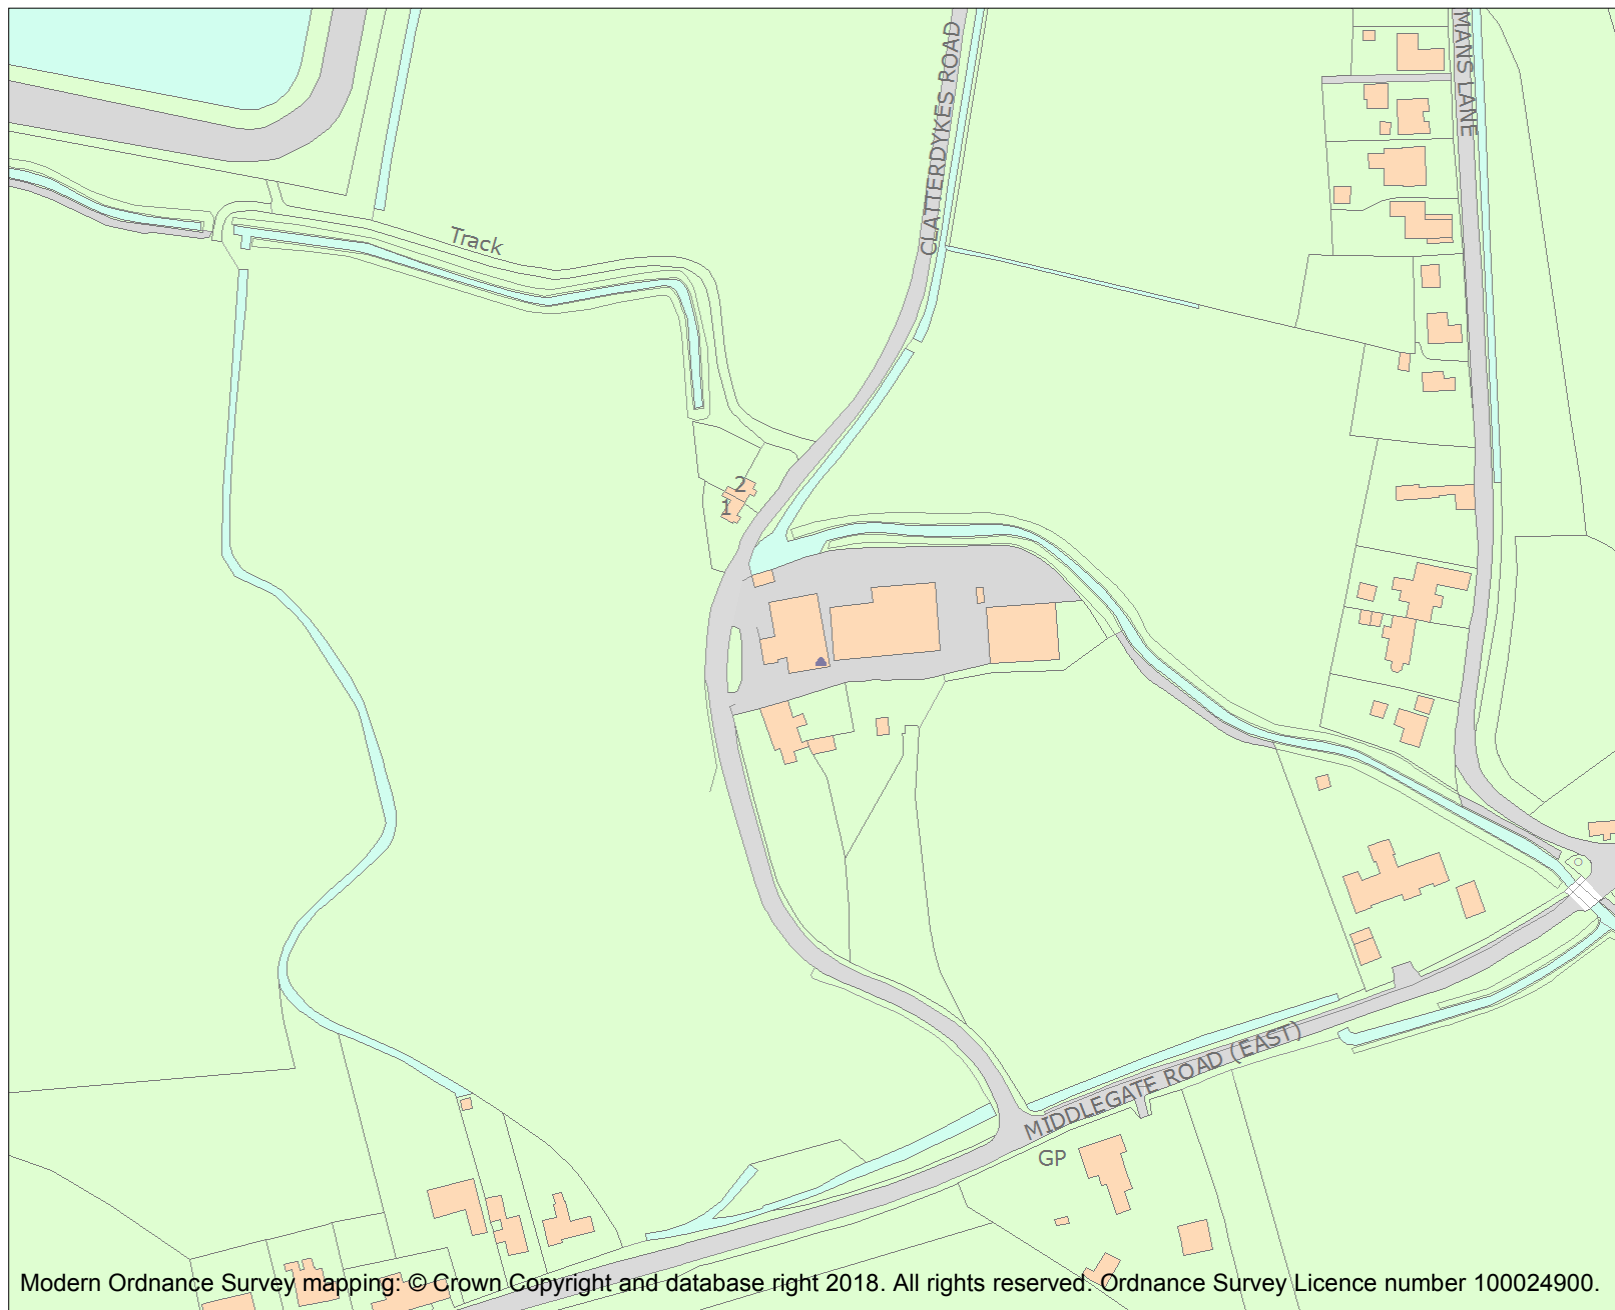 CLATTERDYKES ROAD
MANS LANE
Track
2
1
MIDDLEGATE ROAD (EAST)
GP
Modern Ordnance Survey mapping: © Crown Copyright and database right 2018. All rights reserved. Ordnance Survey Licence number 100024900.